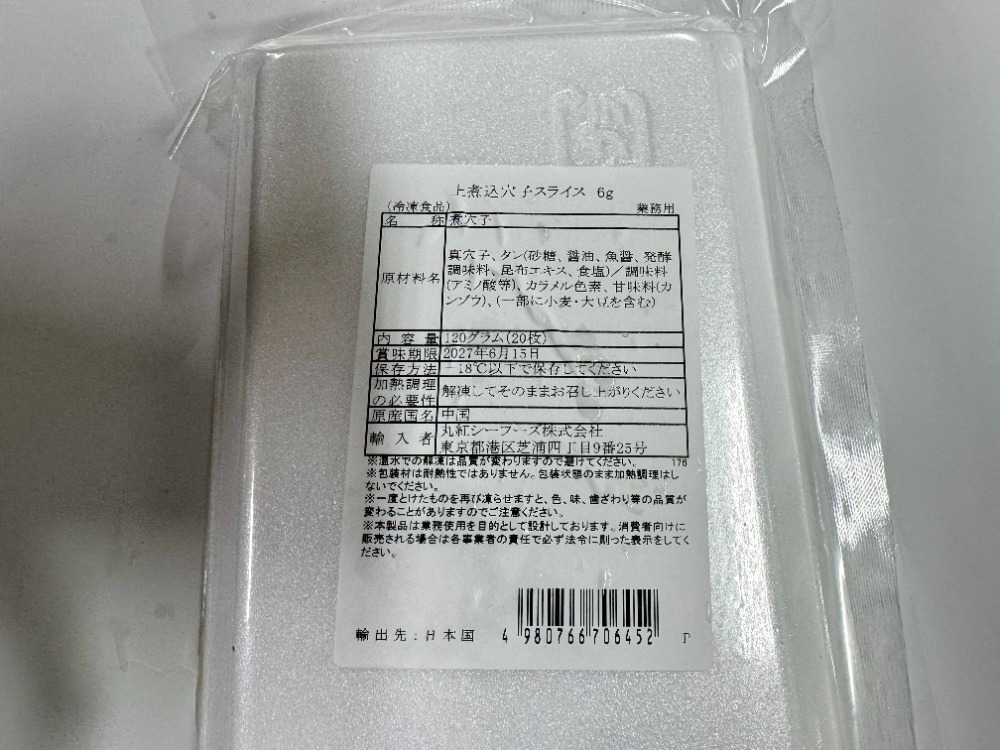 上煮込穴子スライス 6g
(冷凍食品) 業務用
名称 煮穴子
原材料名 真穴子、タン(砂糖、醤油、魚醤、発酵
調味料、昆布エキス、食塩)/調味料
(アミノ酸等)、カラメル色素、甘味料(カ
ンゾウ)、(一部に小麦・大豆を含む)
内容量 120グラム(20枚)
賞味期限 2027年6月15日
保存方法 -18℃以下で保存してください
加熱調理の必要性 解凍してそのままお召し上がりください
原産国名 中国
輸入者 丸紅シーフーズ株式会社
東京都港区芝浦四丁目9番25号
※温水での解凍は品質が変わりますので避けてください。 176
※包装材は耐熱性ではありません。包装状態のまま加熱調理はし
ないでください。
※一度とけたものを再び凍らせますと、色、味、歯ざわり等の品質が
変わることがありますのでご注意ください。
※本製品は業務使用を目的として設計しております。消費者向けに
販売される場合は各事業者の責任で必ず法令に則った表示をしてく
ださい。
輸出先:日本国 4 980766 706452